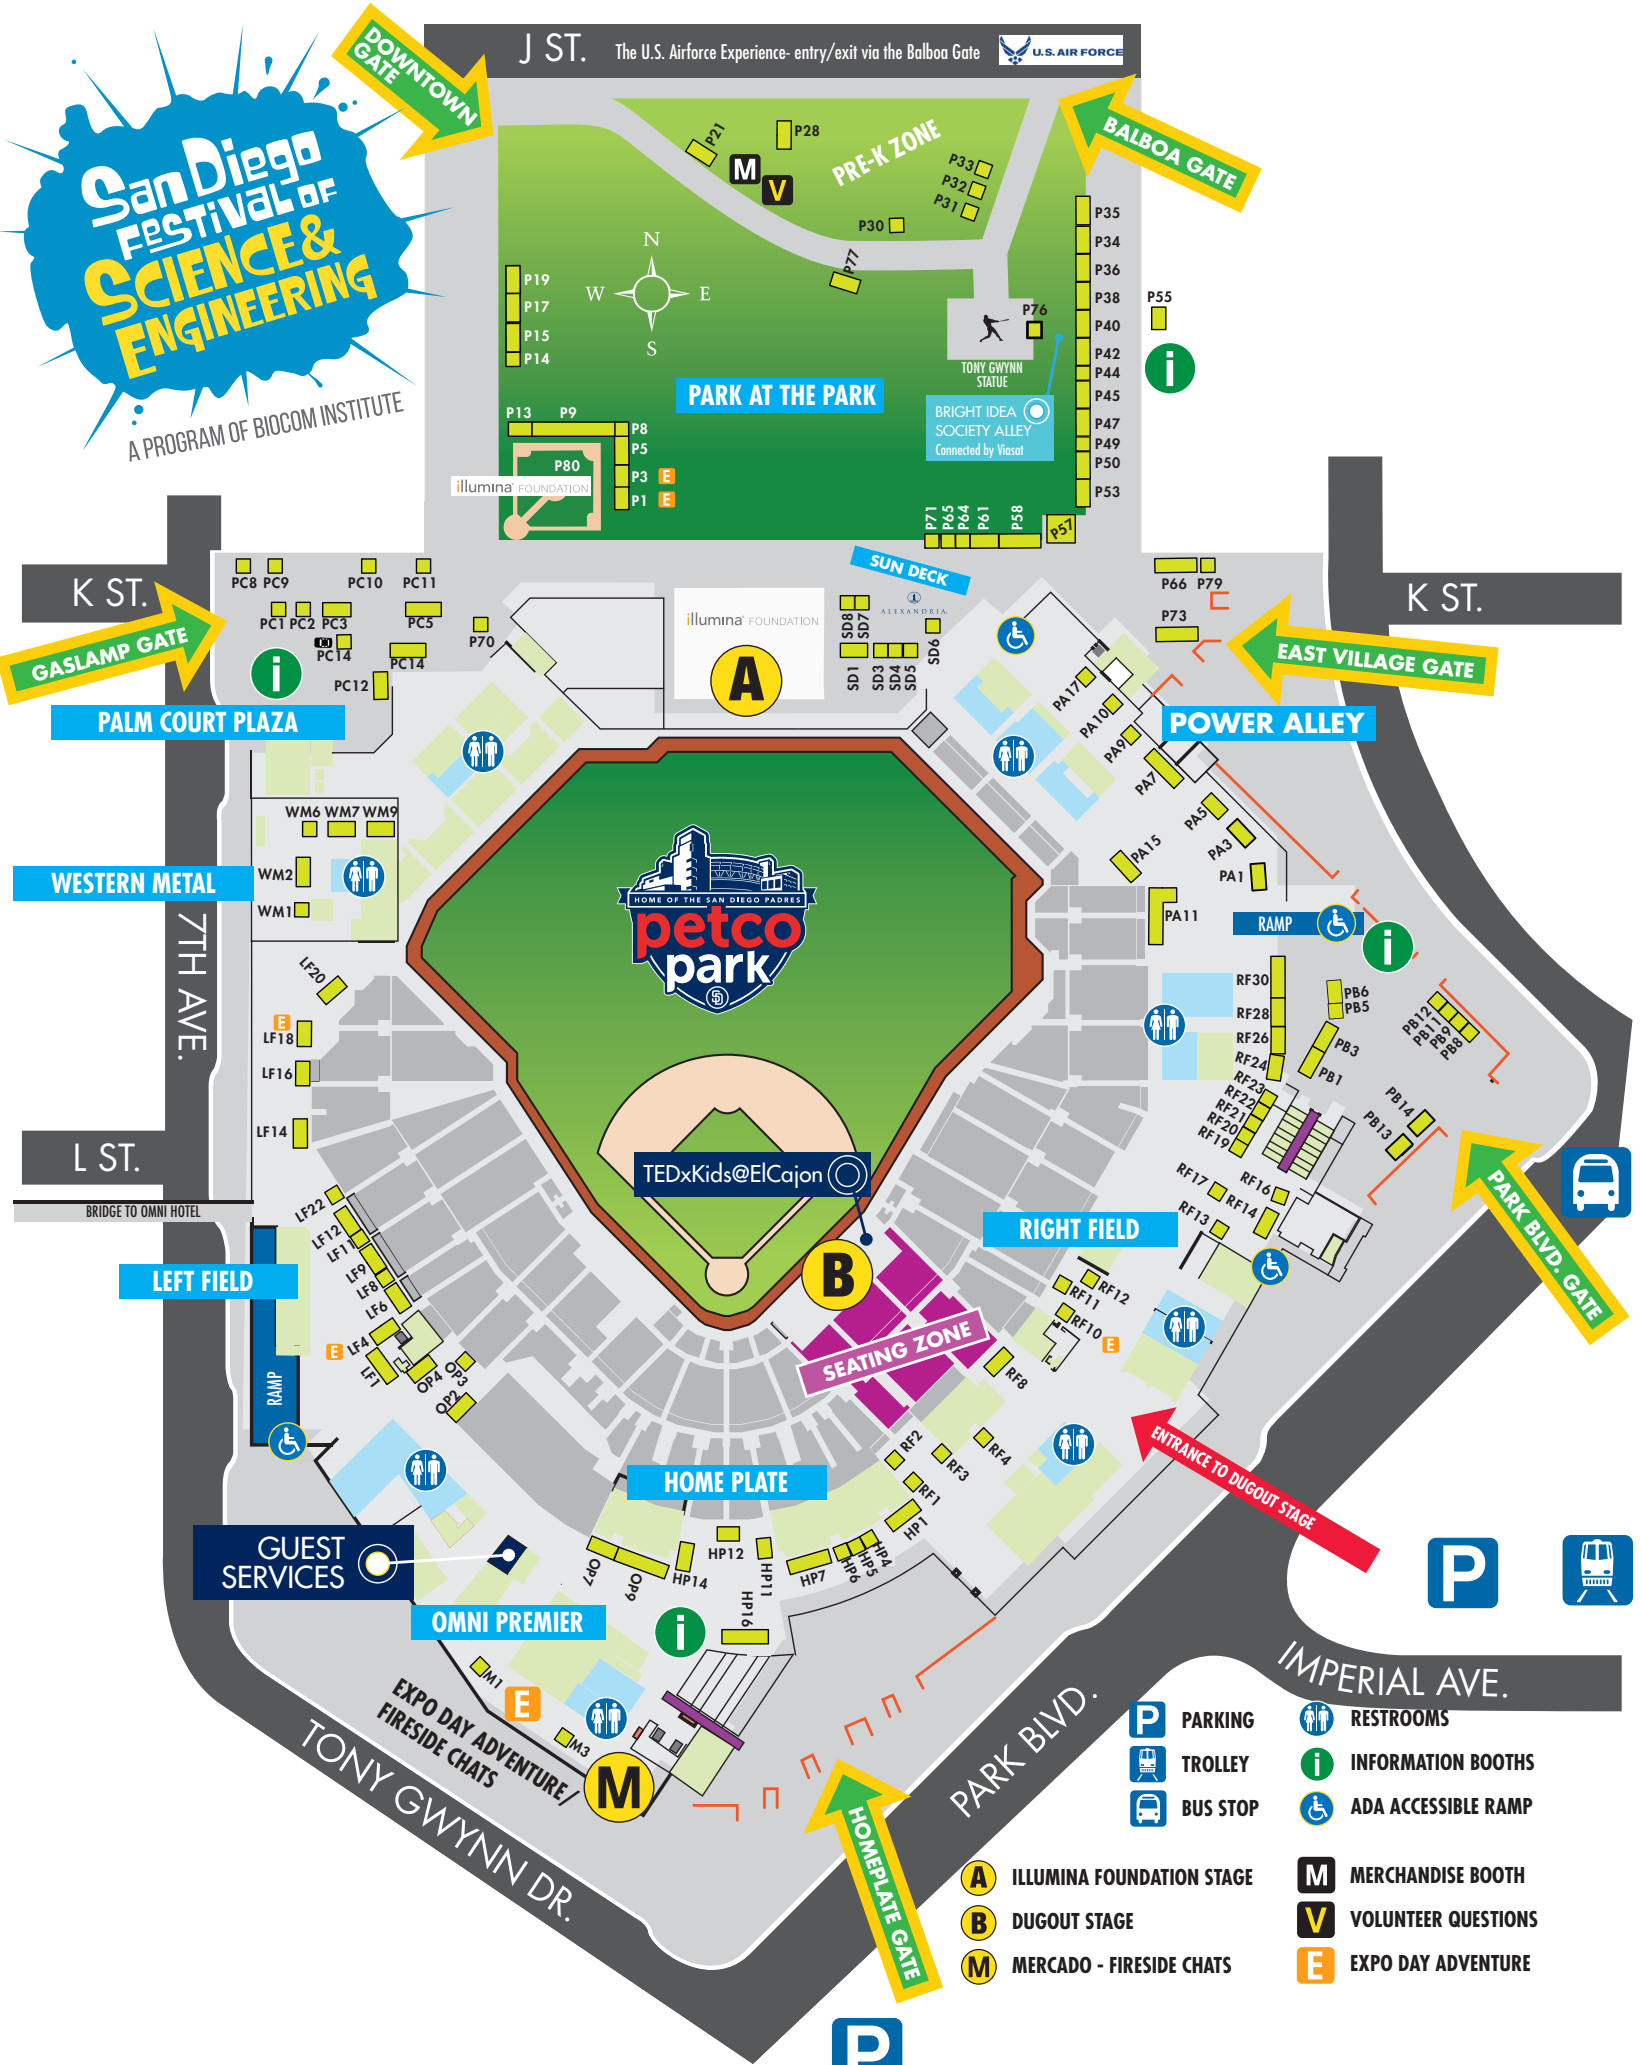 J ST.
The U.S. Airforce Experience- entry/exit via the Balboa Gate
U.S. AIR FORCE
DOWNTOWN
GATE
BALBOA GATE
San Diego
FESTIVAL OF
SCIENCE &
ENGINEERING
A PROGRAM OF BIOCOM INSTITUTE
P21
P28
M
V
PRE-K ZONE
P33
P32
P31
P30
P77
N
W
E
S
P19
P17
P15
P14
P35
P34
P36
P38
P40
P42
P44
P45
P47
P49
P50
P53
P55
i
P76
TONY GWYNN
STATUE
PARK AT THE PARK
BRIGHT IDEA
SOCIETY ALLEY
Connected by Viasat
P13
P9
P8
P5
P3
E
P1
E
P80
illumina FOUNDATION
P71
P65
P64
P61
P58
P57
SUN DECK
K ST.
PC8
PC9
PC10
PC11
PC1
PC2
PC3
PC5
PC14
PC14
PC12
P70
GASLAMP GATE
i
PALM COURT PLAZA
illumina FOUNDATION
A
SD8
SD7
ALEXANDRIA.
SD6
SD1
SD3
SD4
SD5
P66
P79
P73
K ST.
EAST VILLAGE GATE
POWER ALLEY
PA17
PA10
PA9
PA7
PA5
PA3
PA1
PA15
PA11
RAMP
i
WM6
WM7
WM9
WM2
WM1
WESTERN METAL
7TH AVE.
HOME OF THE SAN DIEGO PADRES
petco
park
SD
LF20
E
LF18
LF16
LF14
L ST.
BRIDGE TO OMNI HOTEL
RF30
RF28
RF26
RF24
RF23
RF22
RF21
RF20
RF19
PB6
PB5
PB3
PB1
PB12
PB11
PB9
PB8
PB14
PB13
PARK BLVD. GATE
RF17
RF16
RF14
RF13
TEDxKids@ElCajon
B
RIGHT FIELD
LF22
LF12
LF11
LF9
LF8
LF6
LF4
E
LF1
LEFT FIELD
RAMP
OP4
OP3
OP2
RF11
RF12
RF10
E
RF8
SEATING ZONE
RF2
RF3
RF4
RF1
ENTRANCE TO DUGOUT STAGE
HOME PLATE
HP1
HP4
HP5
HP6
HP7
HP11
HP12
HP14
HP16
OP7
OP9
GUEST
SERVICES
OMNI PREMIER
i
M1
E
M3
M
EXPO DAY ADVENTURE/
FIRESIDE CHATS
TONY GWYNN DR.
PARK BLVD.
IMPERIAL AVE.
HOMEPLATE GATE
P
P
P PARKING
TROLLEY
BUS STOP
RESTROOMS
i INFORMATION BOOTHS
ADA ACCESSIBLE RAMP
A ILLUMINA FOUNDATION STAGE
B DUGOUT STAGE
M MERCADO - FIRESIDE CHATS
M MERCHANDISE BOOTH
V VOLUNTEER QUESTIONS
E EXPO DAY ADVENTURE